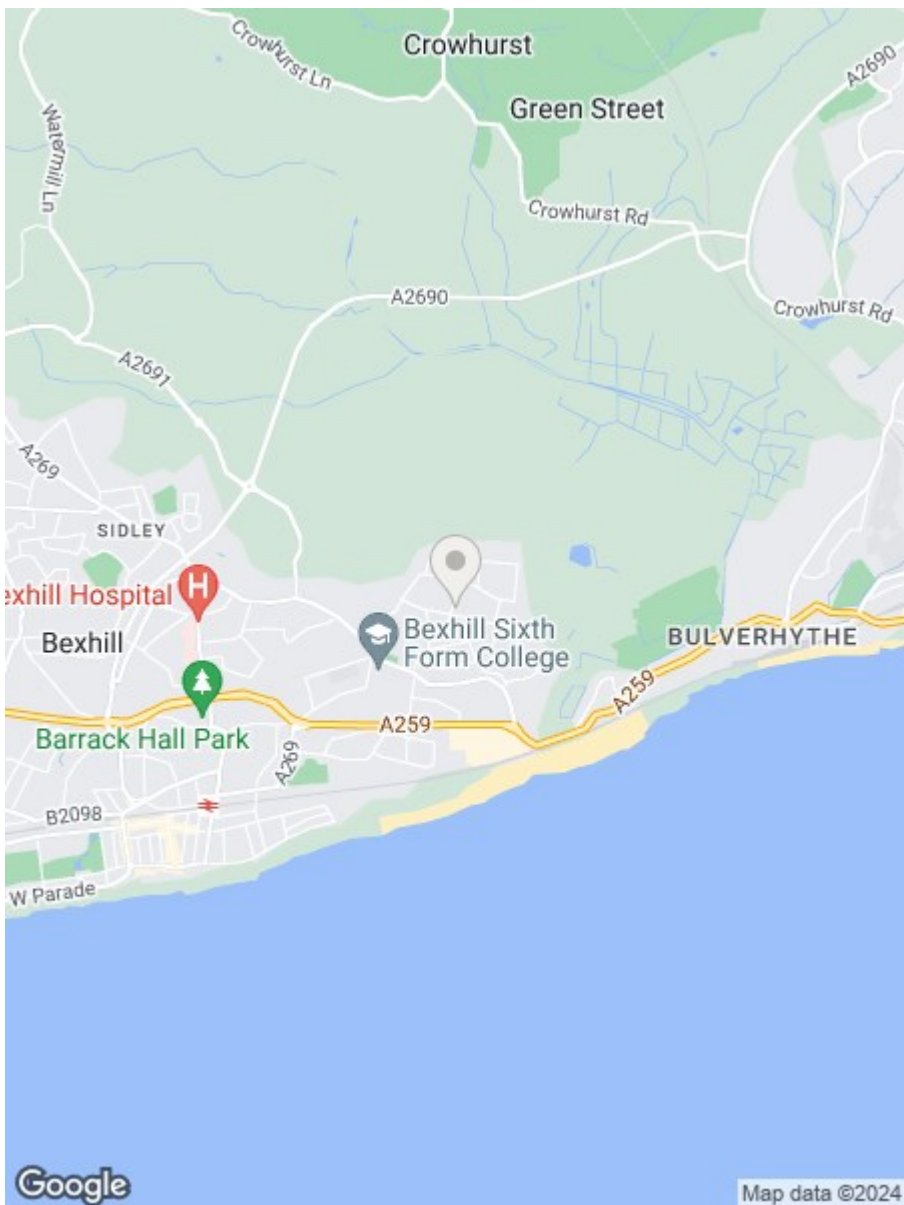 Crowhurst
Crowhurst Ln
Green Street
A2690
Watermill Ln
Crowhurst Rd
A2690
Crowhurst Rd
A2691
A269
SIDLEY
exhill Hospital
H
Bexhill
Bexhill Sixth
Form College
BULVERHYTHE
A259
A259
Barrack Hall Park
A269
B2098
W Parade
Google
Map data ©2024